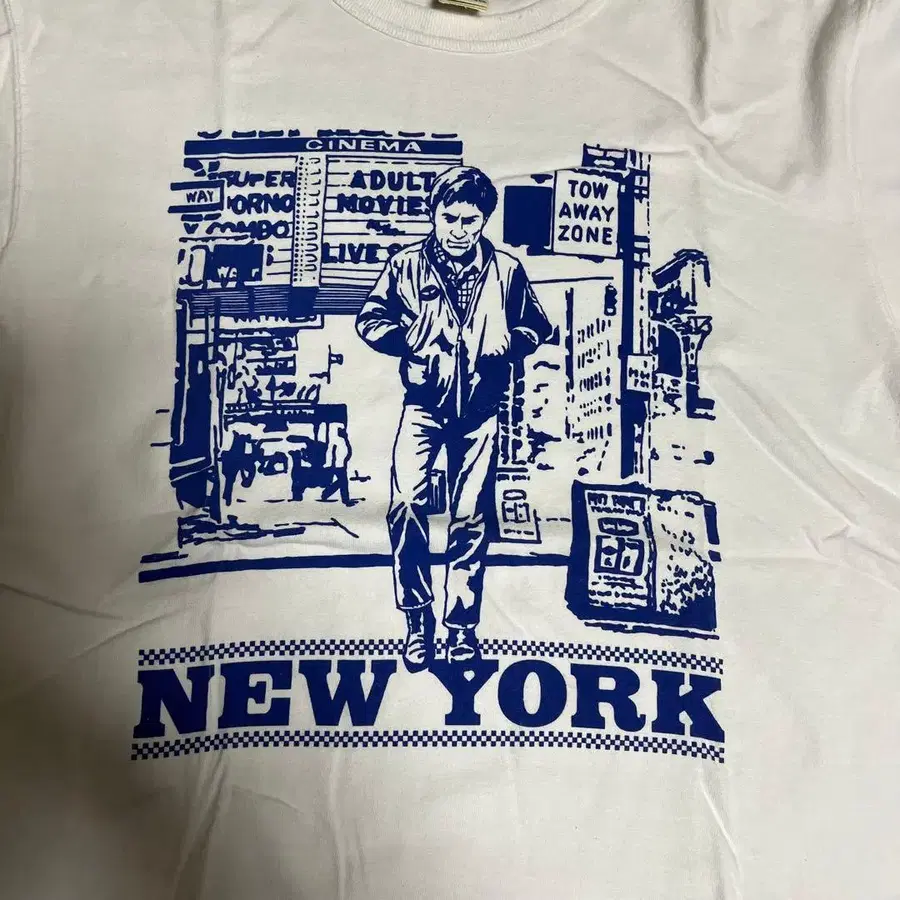 CINEMA
SUPER
PORNO
ADULT
MOVIES
LIVE
WAY
TOW
AWAY
ZONE
NEW YORK